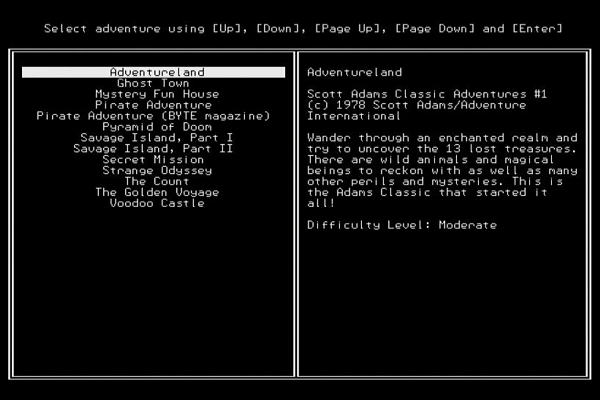 Select adventure using [Up], [Down], [Page Up], [Page Down] and [Enter]
Adventureland
Ghost Town
Mystery Fun House
Pirate Adventure
Pirate Adventure (BYTE magazine)
Pyramid of Doom
Savage Island, Part I
Savage Island, Part II
Secret Mission
Strange Odyssey
The Count
The Golden Voyage
Voodoo Castle
Adventureland
Scott Adams Classic Adventures #1
(c) 1978 Scott Adams/Adventure
International
Wander through an enchanted realm and
try to uncover the 13 lost treasures.
There are wild animals and magical
beings to reckon with as well as many
other perils and mysteries. This is
the Adams Classic that started it
all!
Difficulty Level: Moderate